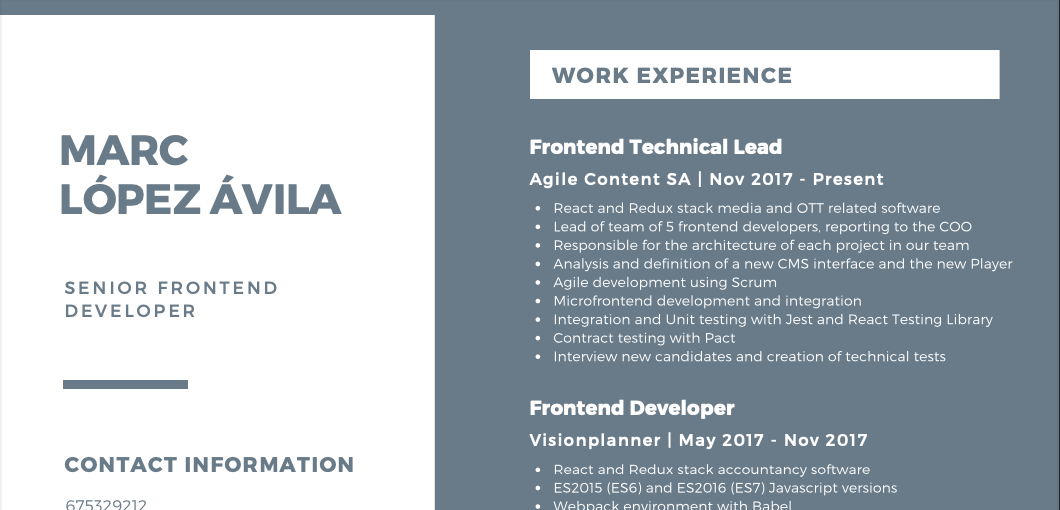 MARC
LÓPEZ ÁVILA
SENIOR FRONTEND
DEVELOPER
CONTACT INFORMATION
675329212
WORK EXPERIENCE
Frontend Technical Lead
Agile Content SA | Nov 2017 - Present
• React and Redux stack media and OTT related software
• Lead of team of 5 frontend developers, reporting to the COO
• Responsible for the architecture of each project in our team
• Analysis and definition of a new CMS interface and the new Player
• Agile development using Scrum
• Microfrontend development and integration
• Integration and Unit testing with Jest and React Testing Library
• Contract testing with Pact
• Interview new candidates and creation of technical tests
Frontend Developer
Visionplanner | May 2017 - Nov 2017
• React and Redux stack accountancy software
• ES2015 (ES6) and ES2016 (ES7) Javascript versions
• Webpack environment with Babel